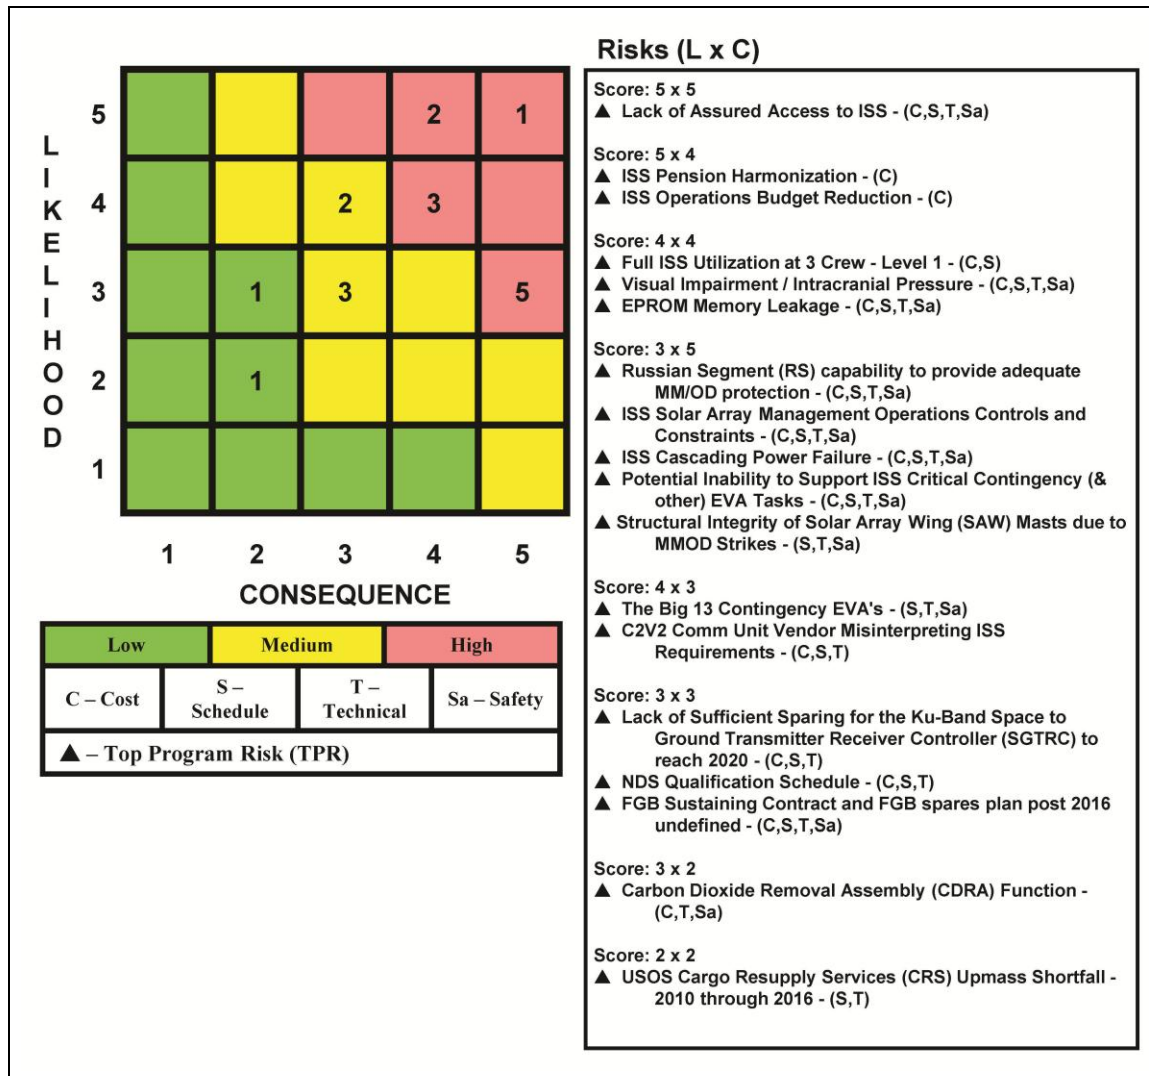 Risks (L x C)
LIKELIHOOD
5 2 1
4 2 3
3 1 3 5
2 1
1
1 2 3 4 5
CONSEQUENCE
Low Medium High
C – Cost S – Schedule T – Technical Sa – Safety
▲ – Top Program Risk (TPR)
Score: 5 x 5
▲ Lack of Assured Access to ISS - (C,S,T,Sa)
Score: 5 x 4
▲ ISS Pension Harmonization - (C)
▲ ISS Operations Budget Reduction - (C)
Score: 4 x 4
▲ Full ISS Utilization at 3 Crew - Level 1 - (C,S)
▲ Visual Impairment / Intracranial Pressure - (C,S,T,Sa)
▲ EPROM Memory Leakage - (C,S,T,Sa)
Score: 3 x 5
▲ Russian Segment (RS) capability to provide adequate
MM/OD protection - (C,S,T,Sa)
▲ ISS Solar Array Management Operations Controls and
Constraints - (C,S,T,Sa)
▲ ISS Cascading Power Failure - (C,S,T,Sa)
▲ Potential Inability to Support ISS Critical Contingency (&
other) EVA Tasks - (C,S,T,Sa)
▲ Structural Integrity of Solar Array Wing (SAW) Masts due to
MMOD Strikes - (S,T,Sa)
Score: 4 x 3
▲ The Big 13 Contingency EVA's - (S,T,Sa)
▲ C2V2 Comm Unit Vendor Misinterpreting ISS
Requirements - (C,S,T)
Score: 3 x 3
▲ Lack of Sufficient Sparing for the Ku-Band Space to
Ground Transmitter Receiver Controller (SGTRC) to
reach 2020 - (C,S,T)
▲ NDS Qualification Schedule - (C,S,T)
▲ FGB Sustaining Contract and FGB spares plan post 2016
undefined - (C,S,T,Sa)
Score: 3 x 2
▲ Carbon Dioxide Removal Assembly (CDRA) Function -
(C,T,Sa)
Score: 2 x 2
▲ USOS Cargo Resupply Services (CRS) Upmass Shortfall -
2010 through 2016 - (S,T)